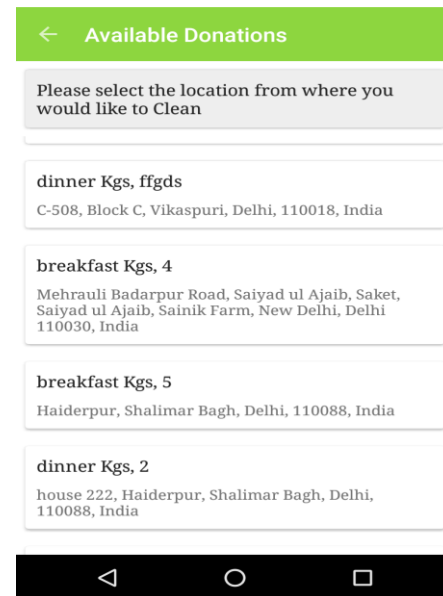 Available Donations
Please select the location from where you
would like to Clean
dinner Kgs, ffgds
C-508, Block C, Vikaspuri, Delhi, 110018, India
breakfast Kgs, 4
Mehrauli Badarpur Road, Saiyad ul Ajaib, Saket,
Saiyad ul Ajaib, Sainik Farm, New Delhi, Delhi
110030, India
breakfast Kgs, 5
Haiderpur, Shalimar Bagh, Delhi, 110088, India
dinner Kgs, 2
house 222, Haiderpur, Shalimar Bagh, Delhi,
110088, India